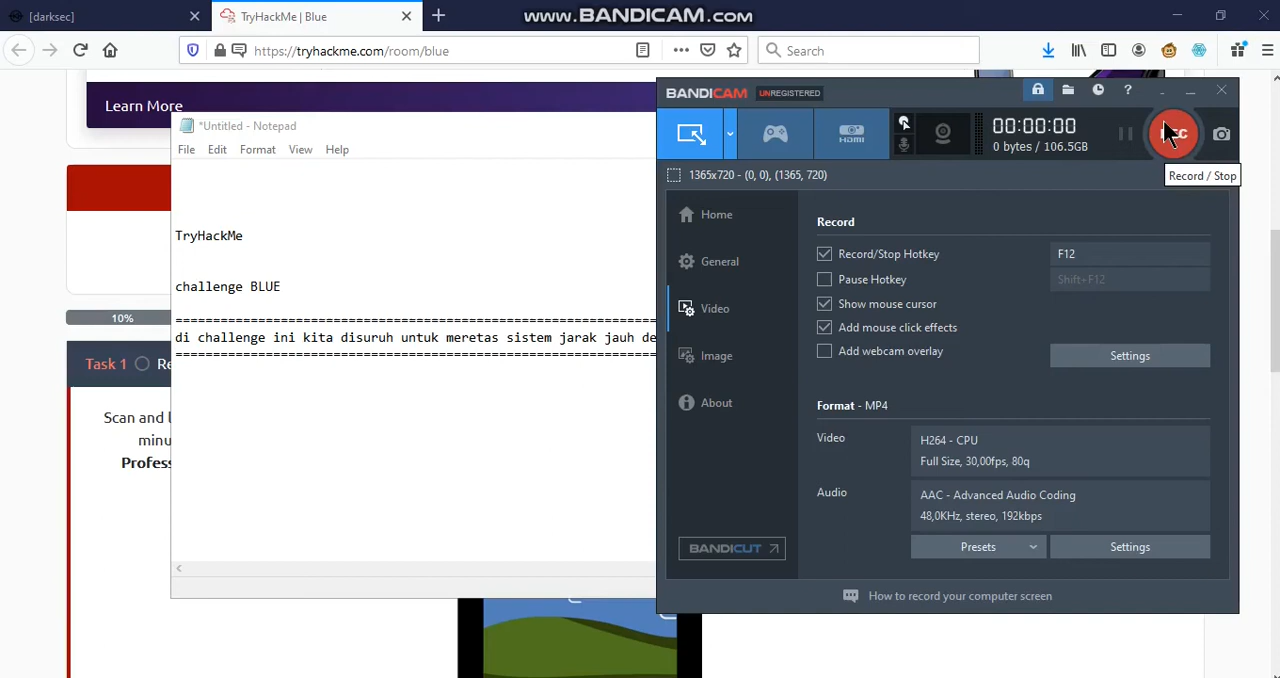 [darksec]
TryHackMe | Blue
www.BANDICAM.com
https://tryhackme.com/room/blue
Search
Learn More
10%
Task 1
Scan and
minu
Profess
*Untitled - Notepad
File Edit Format View Help
TryHackMe
challenge BLUE
di challenge ini kita disuruh untuk meretas sistem jarak jauh de
BANDICAM UNREGISTERED
HDMI
00:00:00
0 bytes / 106.5GB
REC
Record / Stop
1365x720 - (0, 0), (1365, 720)
Home
General
Video
Image
About
BANDICUT
Record
Record/Stop Hotkey F12
Pause Hotkey Shift+F12
Show mouse cursor
Add mouse click effects
Add webcam overlay
Settings
Format - MP4
Video
H264 - CPU
Full Size, 30,00fps, 80q
Audio
AAC - Advanced Audio Coding
48,0KHz, stereo, 192kbps
Presets
Settings
How to record your computer screen